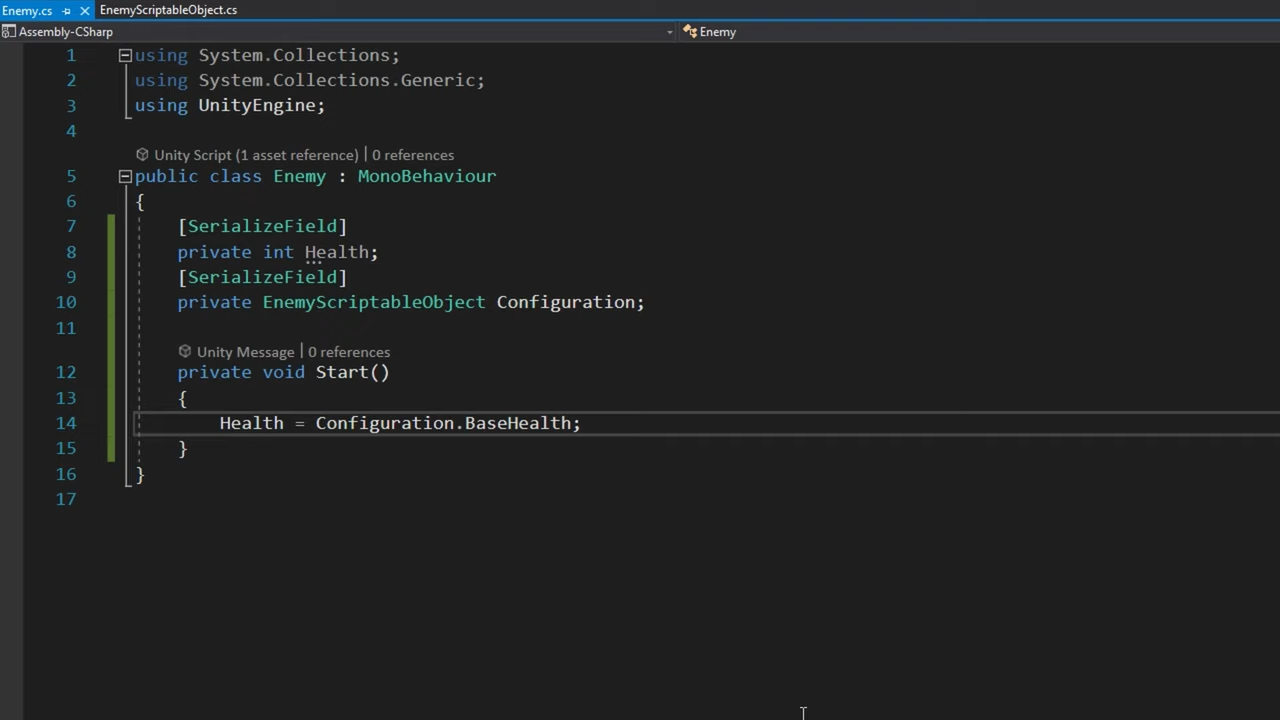 Enemy.cs EnemyScriptableObject.cs
Assembly-CSharp Enemy
1 using System.Collections;
2 using System.Collections.Generic;
3 using UnityEngine;
4
Unity Script (1 asset reference) | 0 references
5 public class Enemy : MonoBehaviour
6 {
7 [SerializeField]
8 private int Health;
9 [SerializeField]
10 private EnemyScriptableObject Configuration;
11
Unity Message | 0 references
12 private void Start()
13 {
14 Health = Configuration.BaseHealth;
15 }
16 }
17